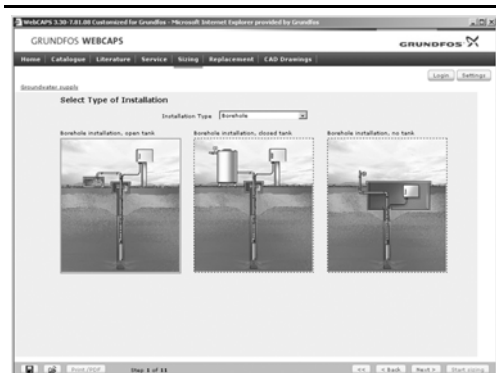 WebCAPS 3.30-7.01.00 Customized for Grundfos - Microsoft Internet Explorer provided by Grundfos
GRUNDFOS WEBCAPS
GRUNDFOS
Home Catalogue Literature Service Sizing Replacement CAD Drawings
Login Settings
Groundwater supply
Select Type of Installation
Installation Type Borehole
Borehole installation, open tank Borehole installation, closed tank Borehole installation, no tank
Print /PDF Step 1 of 11 << < Back Next > Start sizing